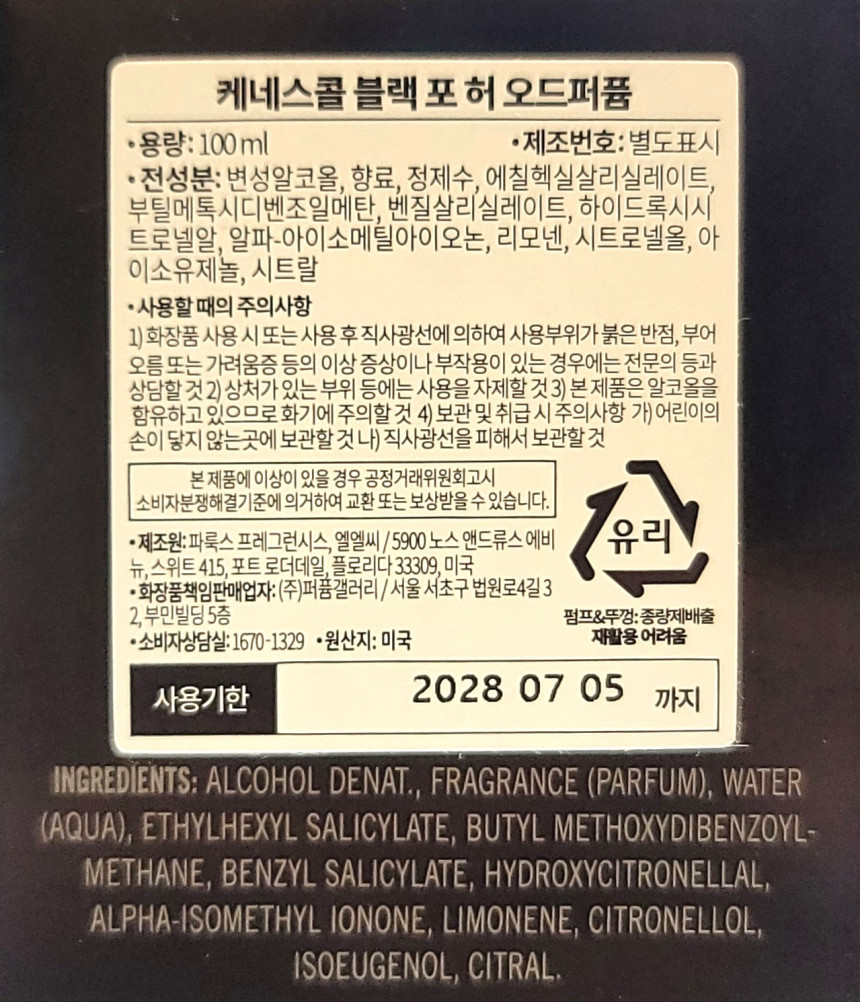 케네스콜 블랙 포 허 오드퍼퓸
•용량: 100 ml •제조번호: 별도표시
•전성분: 변성알코올, 향료, 정제수, 에칠헥실살리실레이트,
부틸메톡시디벤조일메탄, 벤질살리실레이트, 하이드록시시
트로넬알, 알파-아이소메틸아이오논, 리모넨, 시트로넬올, 아
이소유제놀, 시트랄
•사용할 때의 주의사항
1) 화장품 사용 시 또는 사용 후 직사광선에 의하여 사용부위가 붉은 반점, 부어
오름 또는 가려움증 등의 이상 증상이나 부작용이 있는 경우에는 전문의 등과
상담할 것 2) 상처가 있는 부위 등에는 사용을 자제할 것 3) 본 제품은 알코올을
함유하고 있으므로 화기에 주의할 것 4) 보관 및 취급 시 주의사항 가) 어린이의
손이 닿지 않는곳에 보관할 것 나) 직사광선을 피해서 보관할 것
본 제품에 이상이 있을 경우 공정거래위원회고시
소비자분쟁해결기준에 의거하여 교환 또는 보상받을 수 있습니다.
유리
•제조원: 파룩스 프레그런시스, 엘엘씨 / 5900 노스 앤드류스 에비
뉴, 스위트 415, 포트 로더데일, 플로리다 33309, 미국
•화장품책임판매업자: (주)퍼퓸갤러리 / 서울 서초구 법원로4길 3
2, 부민빌딩 5층
펌프&뚜껑: 종량제배출
재활용 어려움
•소비자상담실: 1670-1329 •원산지: 미국
사용기한 2028 07 05 까지
INGREDIENTS: ALCOHOL DENAT., FRAGRANCE (PARFUM), WATER
(AQUA), ETHYLHEXYL SALICYLATE, BUTYL METHOXYDIBENZOYL-
METHANE, BENZYL SALICYLATE, HYDROXYCITRONELLAL,
ALPHA-ISOMETHYL IONONE, LIMONENE, CITRONELLOL,
ISOEUGENOL, CITRAL.